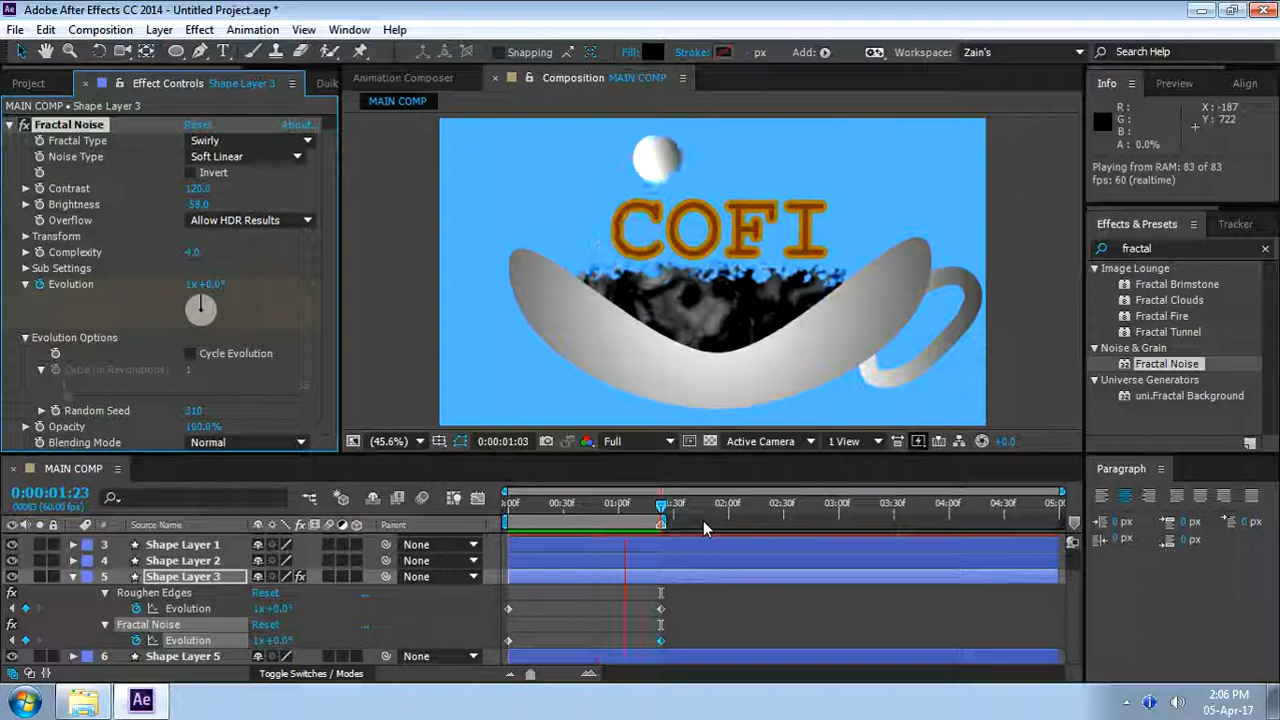 Adobe After Effects CC 2014 - Untitled Project.aep *
File Edit Composition Layer Effect Animation View Window Help
Snapping Fill: Stroke: - px Add: Workspace: Zain's Search Help
Project Effect Controls Shape Layer 3 Duik Animation Composer Composition MAIN COMP Info Preview Align
MAIN COMP • Shape Layer 3 MAIN COMP
R : X : -187
G : Y : 722
B :
A : 0.0%
Playing from RAM: 83 of 83
fps: 60 (realtime)
fx Fractal Noise Reset About...
Fractal Type Swirly
Noise Type Soft Linear
Invert
Contrast 120.0
Brightness -58.0
Overflow Allow HDR Results
Transform
Complexity 4.0
Sub Settings
Evolution 1x+0.0°
Evolution Options
Cycle Evolution
Cycle (in Revolutions) 1
Random Seed 310
Opacity 100.0%
Blending Mode Normal
COFI
Effects & Presets Tracker
fractal
Image Lounge
Fractal Brimstone
Fractal Clouds
Fractal Fire
Fractal Tunnel
Noise & Grain
Fractal Noise
Universe Generators
uni.Fractal Background
(45.6%) 0:00:01:03 Full Active Camera 1 View +0.0
MAIN COMP
0:00:01:23
00083 (60.00 fps)
:00f 00:30f 01:00f 1:30f 02:00f 02:30f 03:00f 03:30f 04:00f 04:30f 05:0
# Source Name Parent
3 Shape Layer 1 None
4 Shape Layer 2 None
5 Shape Layer 3 fx None
Roughen Edges Reset ...
Evolution 1x+0.0°
Fractal Noise Reset ...
Evolution 1x+0.0°
6 Shape Layer 5 None
Toggle Switches / Modes
Paragraph
0 px 0 px 0 px
0 px 0 px
Ae
2:06 PM
05-Apr-17